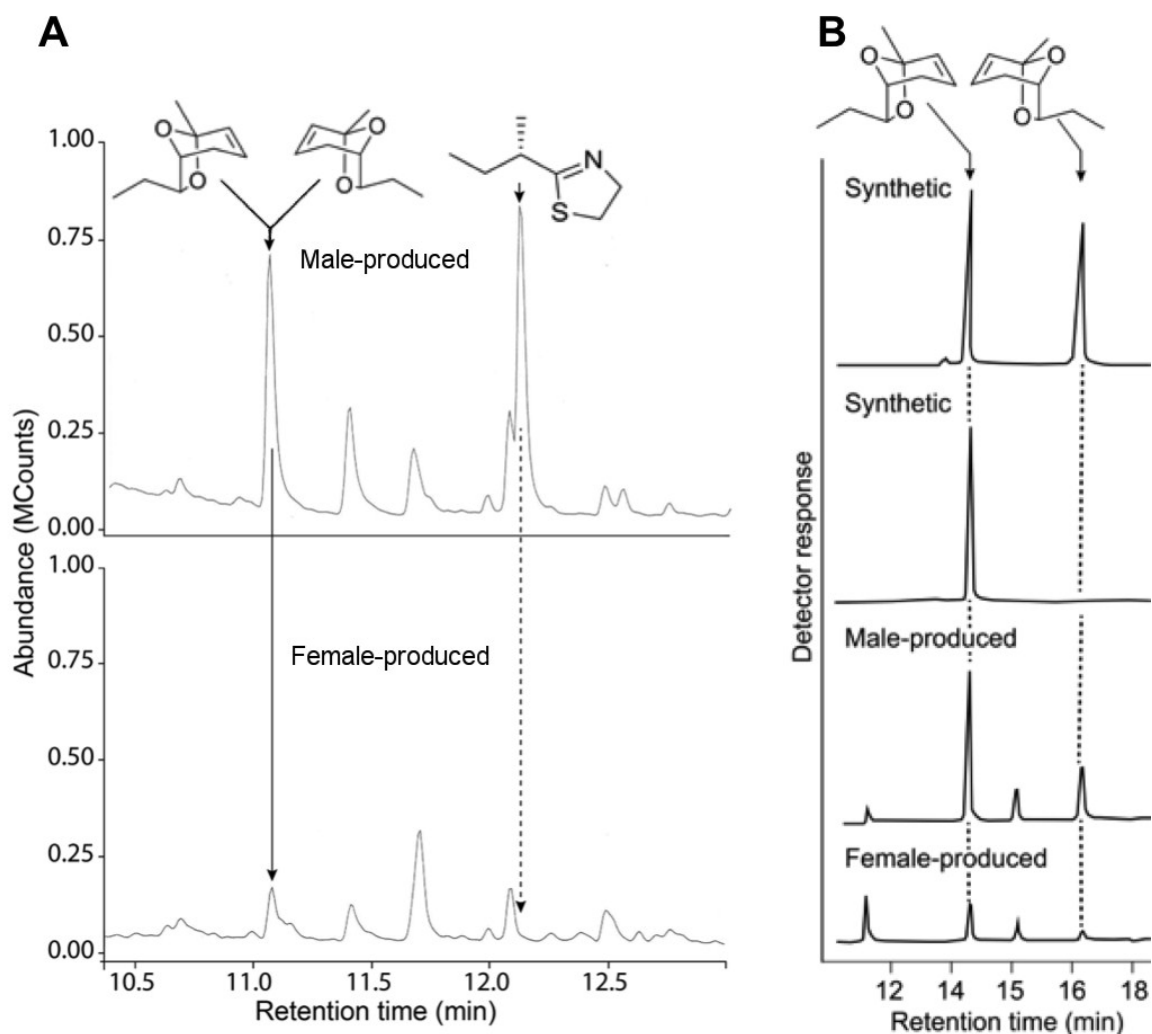 A
1.00
0.75
0.50
0.25
0.00
Male-produced
O
O
N
S
1.00
0.75
0.50
0.25
0.00
Female-produced
Abundance (MCounts)
10.5 11.0 11.5 12.0 12.5
Retention time (min)
B
O
O
O
O
Synthetic
Synthetic
Male-produced
Female-produced
Detector response
12 14 15 16 18
Retention time (min)